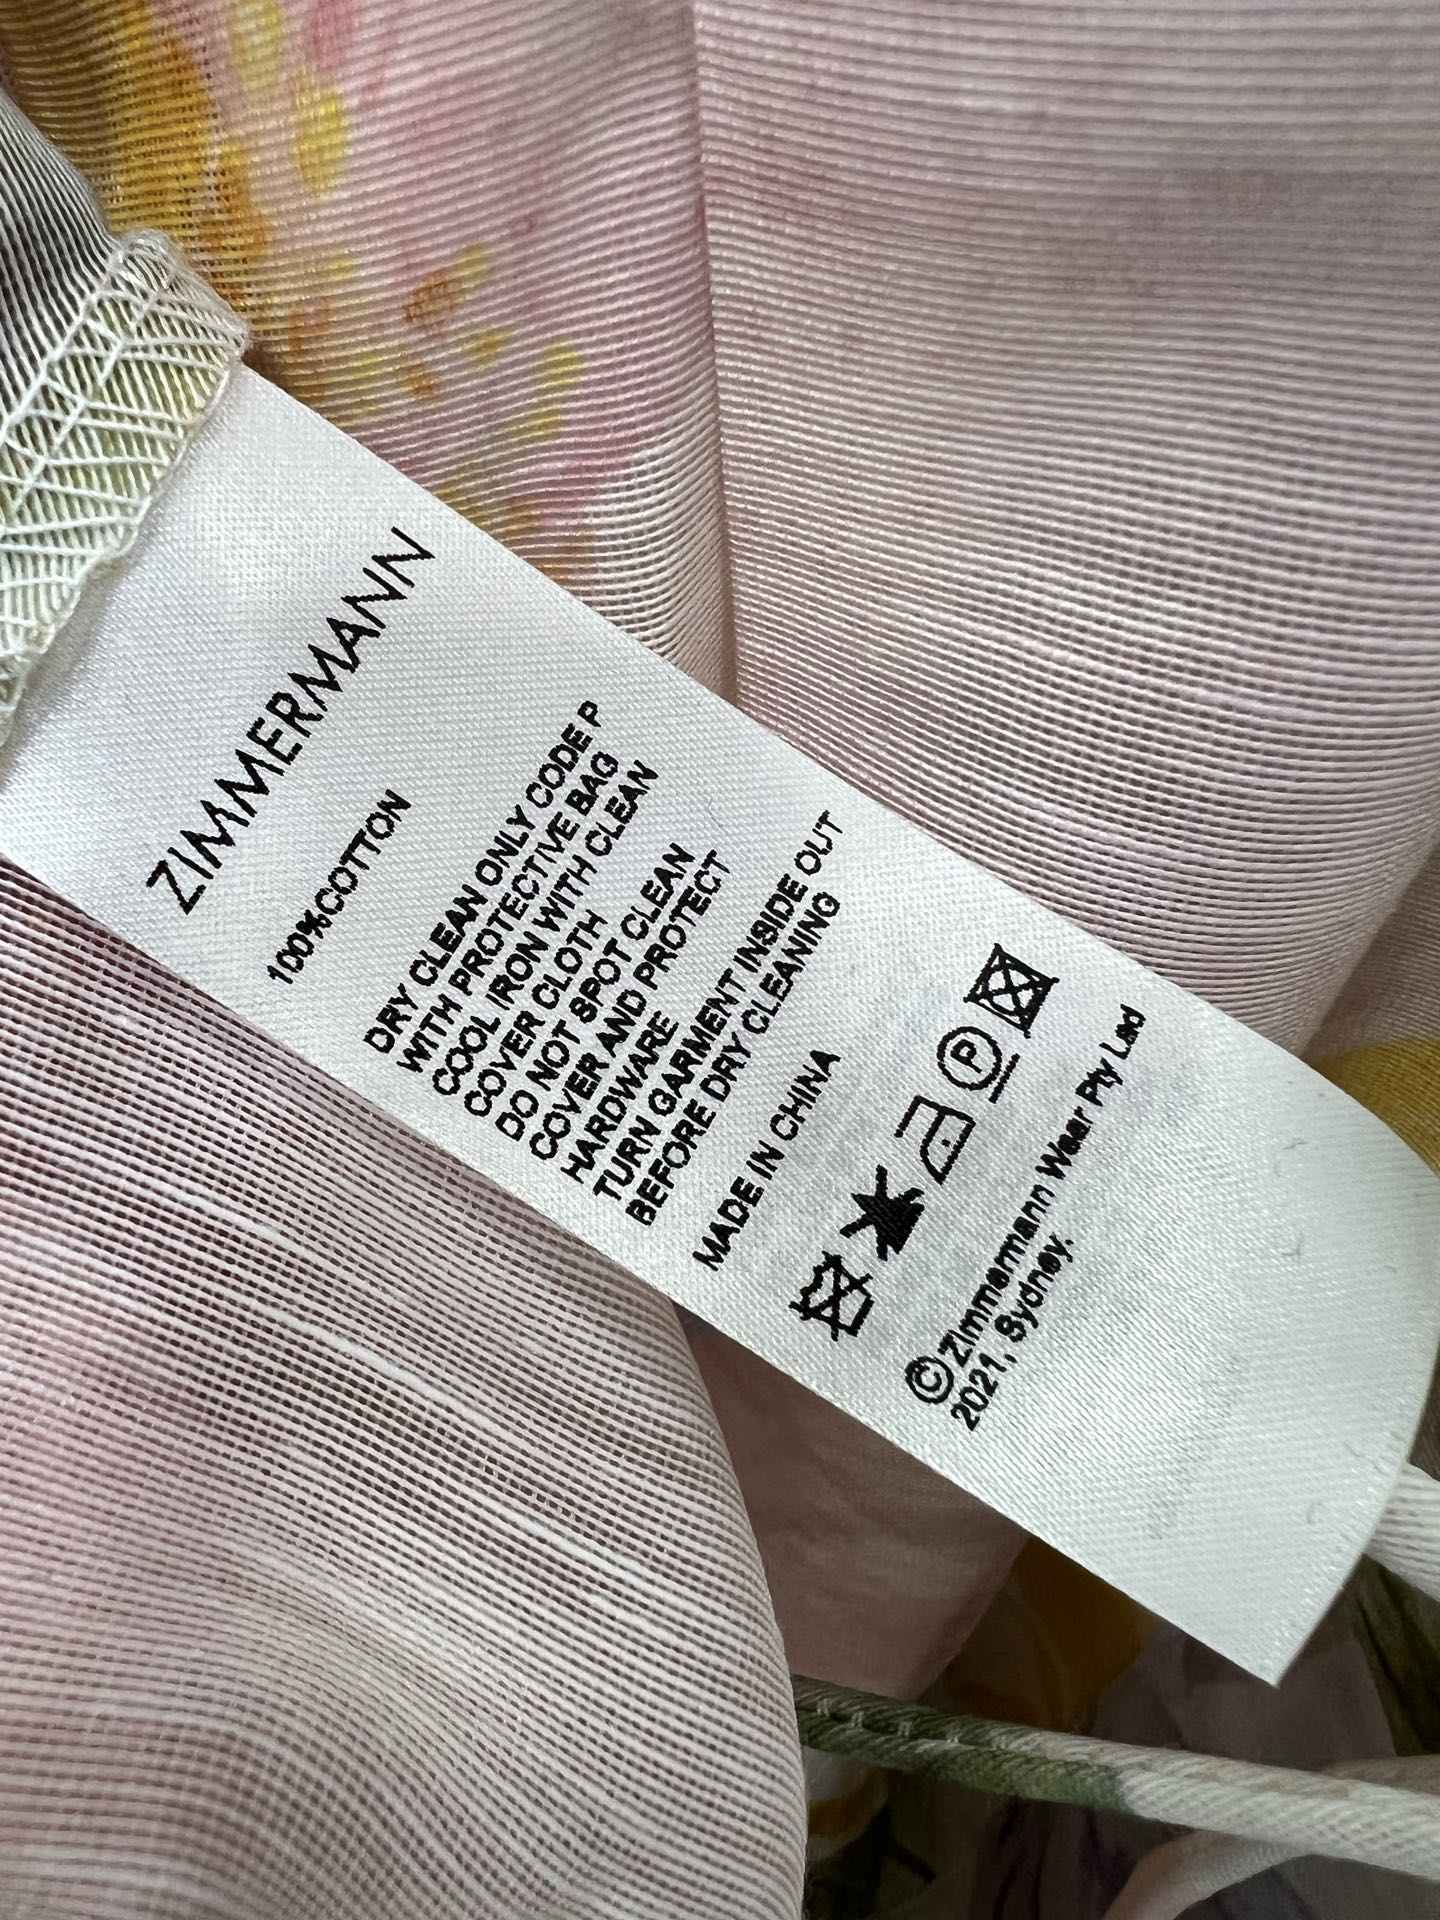 ZIMMERMANN
100%COTTON
DRY CLEAN ONLY CODE P
WITH PROTECTIVE BAG
COOL IRON WITH CLEAN
COVER CLOTH
DO NOT SPOT CLEAN
COVER AND PROTECT
HARDWARE
TURN GARMENT INSIDE OUT
BEFORE DRY CLEANING
MADE IN CHINA
P
© Zimmermann Wear Pty Ltd
2021, Sydney.